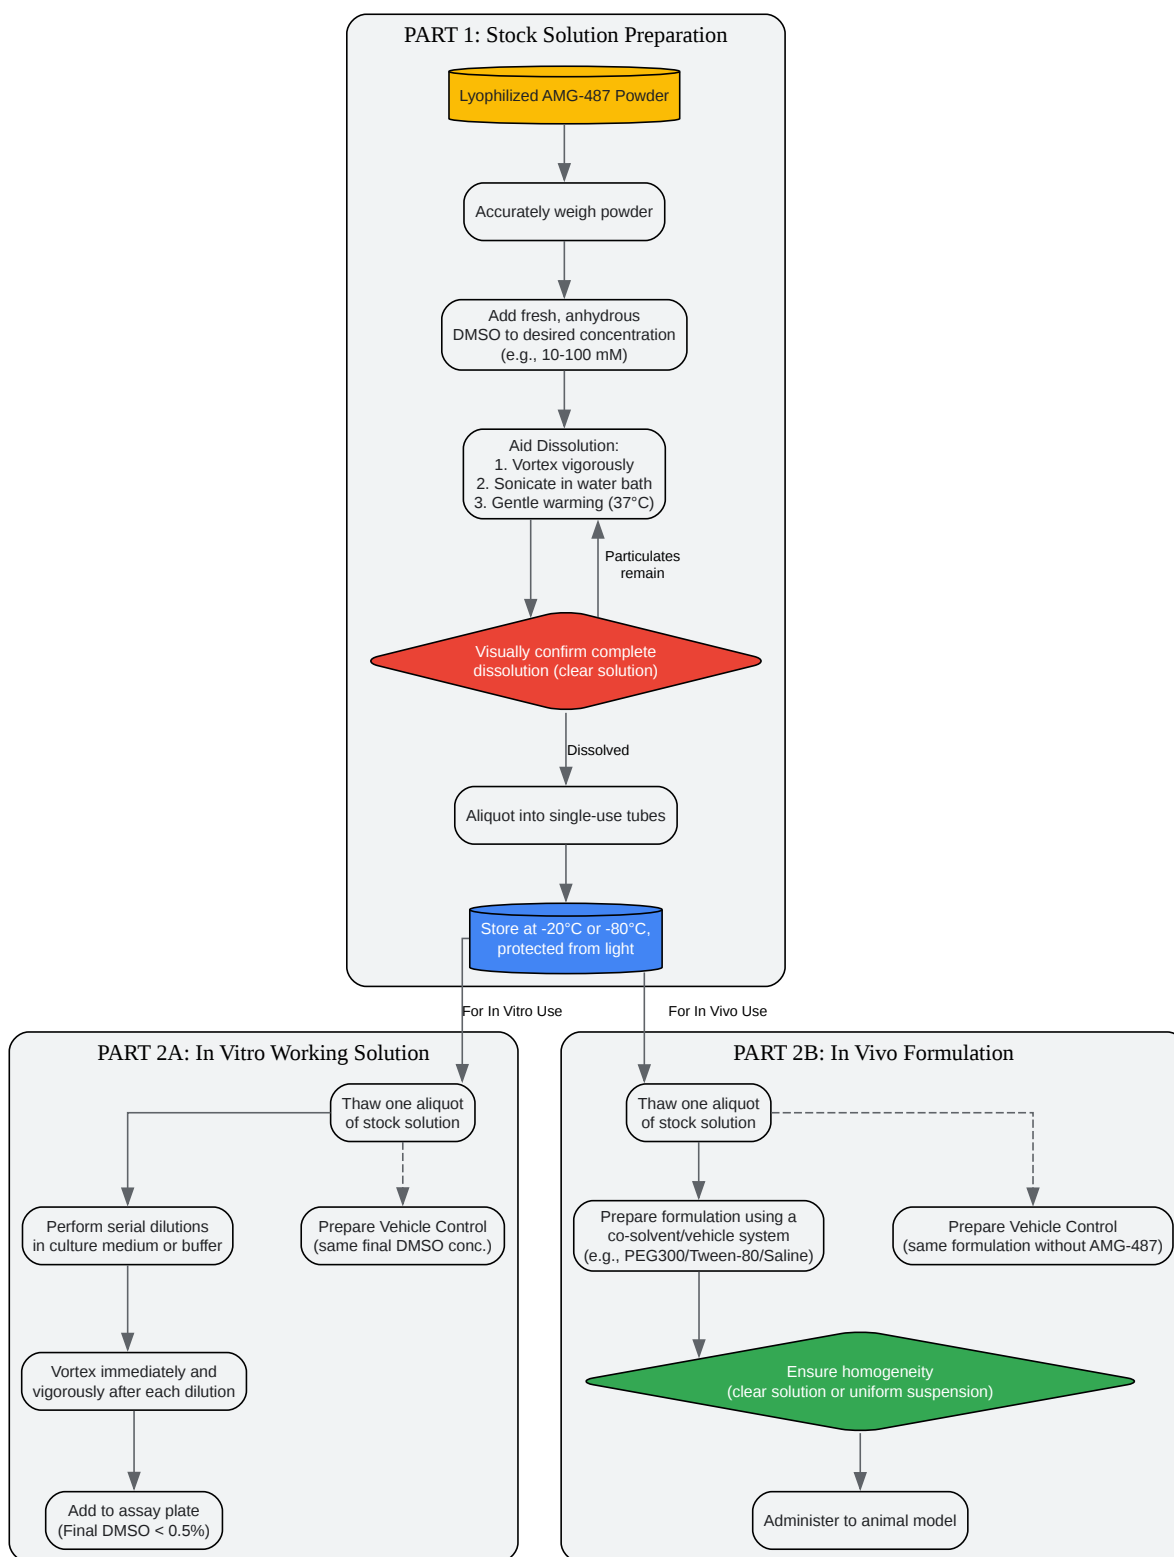 PART 1: Stock Solution Preparation
Lyophilized AMG-487 Powder
Accurately weigh powder
Add fresh, anhydrous
DMSO to desired concentration
(e.g., 10-100 mM)
Aid Dissolution:
1. Vortex vigorously
2. Sonicate in water bath
3. Gentle warming (37°C)
Particulates
remain
Visually confirm complete
dissolution (clear solution)
Dissolved
Aliquot into single-use tubes
Store at -20°C or -80°C,
protected from light
For In Vitro Use
For In Vivo Use
PART 2A: In Vitro Working Solution
Thaw one aliquot
of stock solution
Perform serial dilutions
in culture medium or buffer
Prepare Vehicle Control
(same final DMSO conc.)
Vortex immediately and
vigorously after each dilution
Add to assay plate
(Final DMSO < 0.5%)
PART 2B: In Vivo Formulation
Thaw one aliquot
of stock solution
Prepare formulation using a
co-solvent/vehicle system
(e.g., PEG300/Tween-80/Saline)
Prepare Vehicle Control
(same formulation without AMG-487)
Ensure homogeneity
(clear solution or uniform suspension)
Administer to animal model